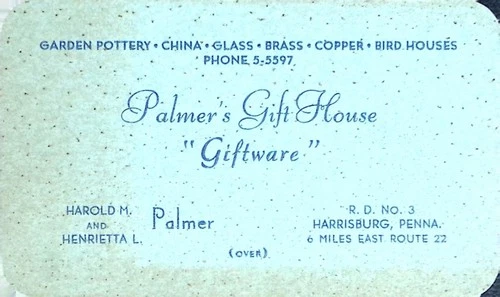 GARDEN POTTERY • CHINA • GLASS • BRASS • COPPER • BIRD HOUSES
PHONE 5-5597
Palmer's Gift House
"Giftware"
HAROLD M.
AND
HENRIETTA L.
Palmer
R. D. No. 3
HARRISBURG, PENNA.
6 MILES EAST ROUTE 22
(OVER)